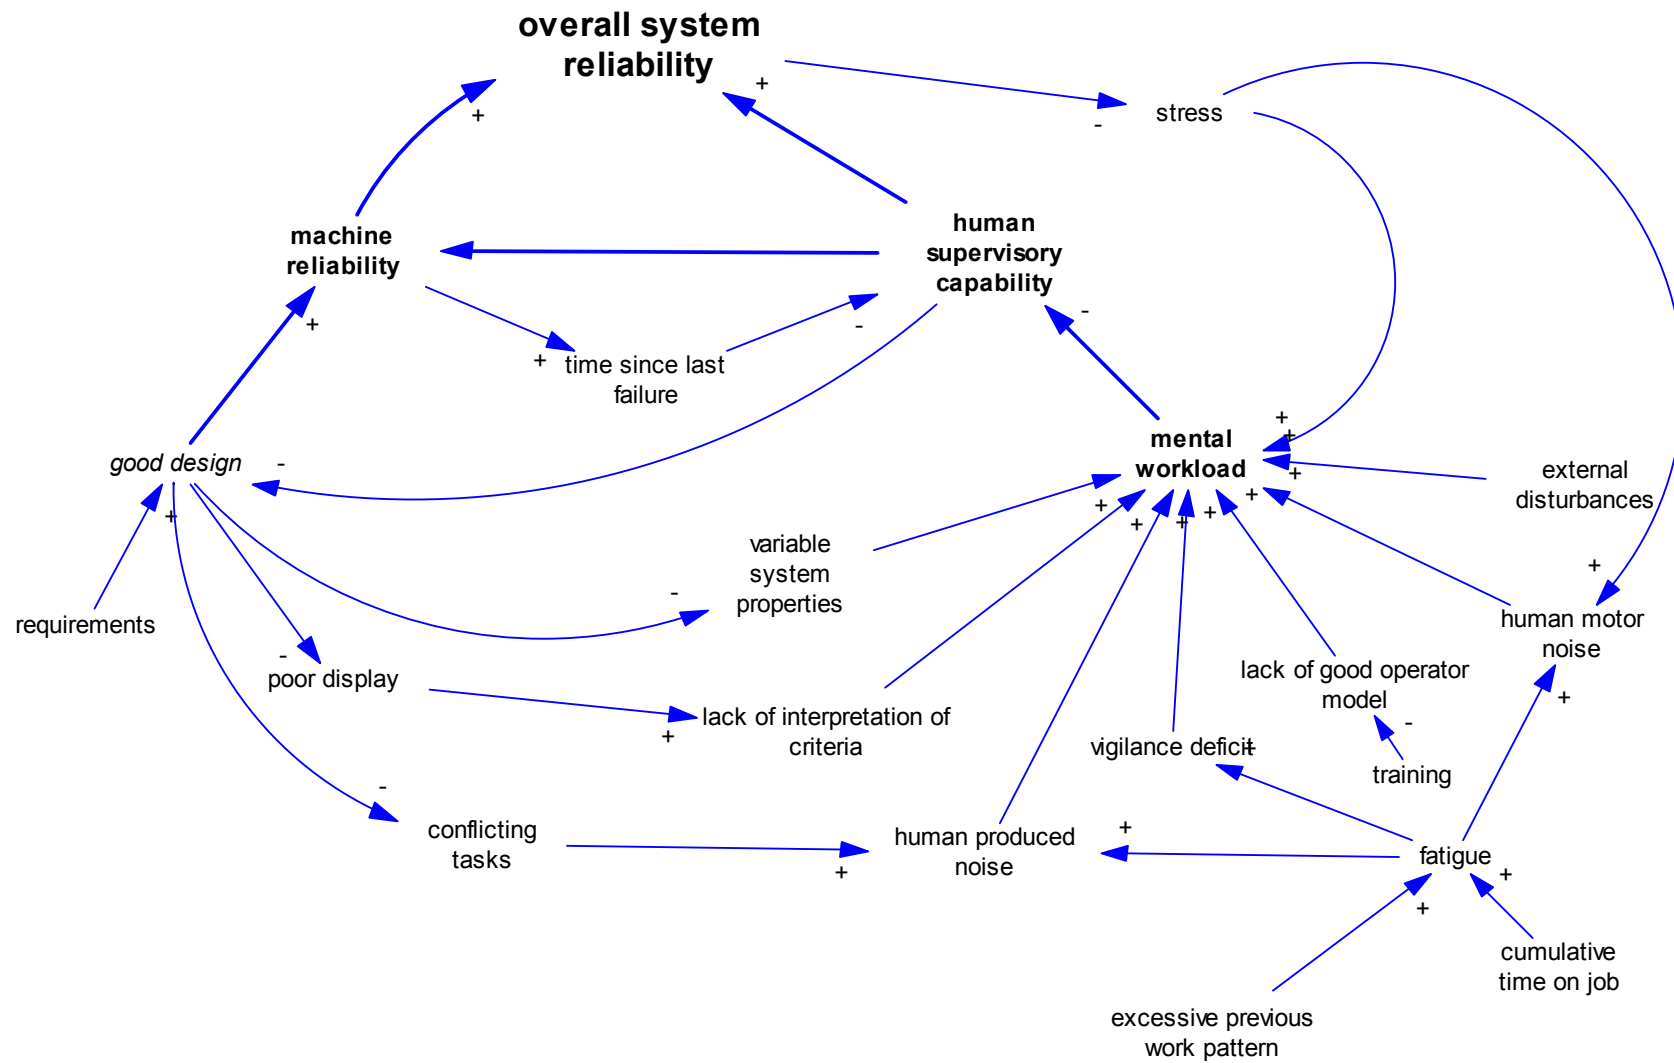 overall system
reliability
+
+
-
stress
machine
reliability
human
supervisory
capability
+
+
-
-
time since last
failure
good design
-
+
mental
workload
+
+
+
+
+
+
+
+
external
disturbances
variable
system
properties
-
+
requirements
human motor
noise
-
poor display
lack of good operator
model
+
+
lack of interpretation of
criteria
-
vigilance deficit
+
training
-
conflicting
tasks
+
human produced
noise
+
fatigue
+
+
cumulative
time on job
excessive previous
work pattern